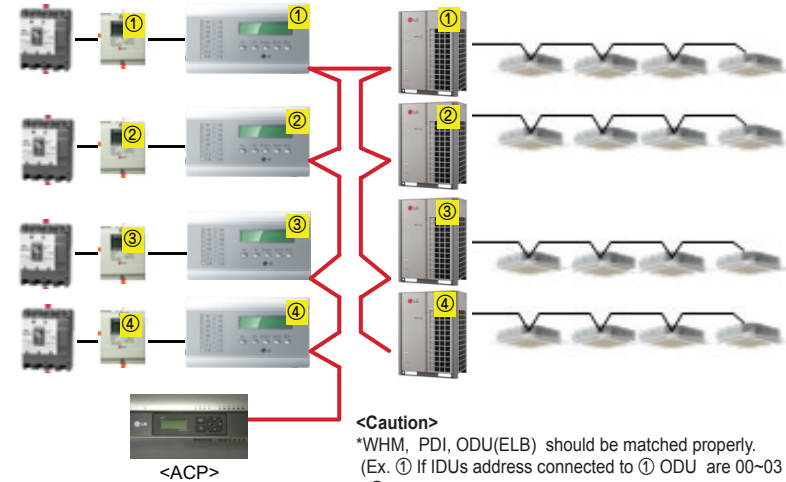 ① ① ①
② ② ②
③ ③ ③
④ ④ ④
<ACP>
<Caution>
*WHM, PDI, ODU(ELB) should be matched properly.
(Ex. ① If IDUs address connected to ① ODU are 00~03